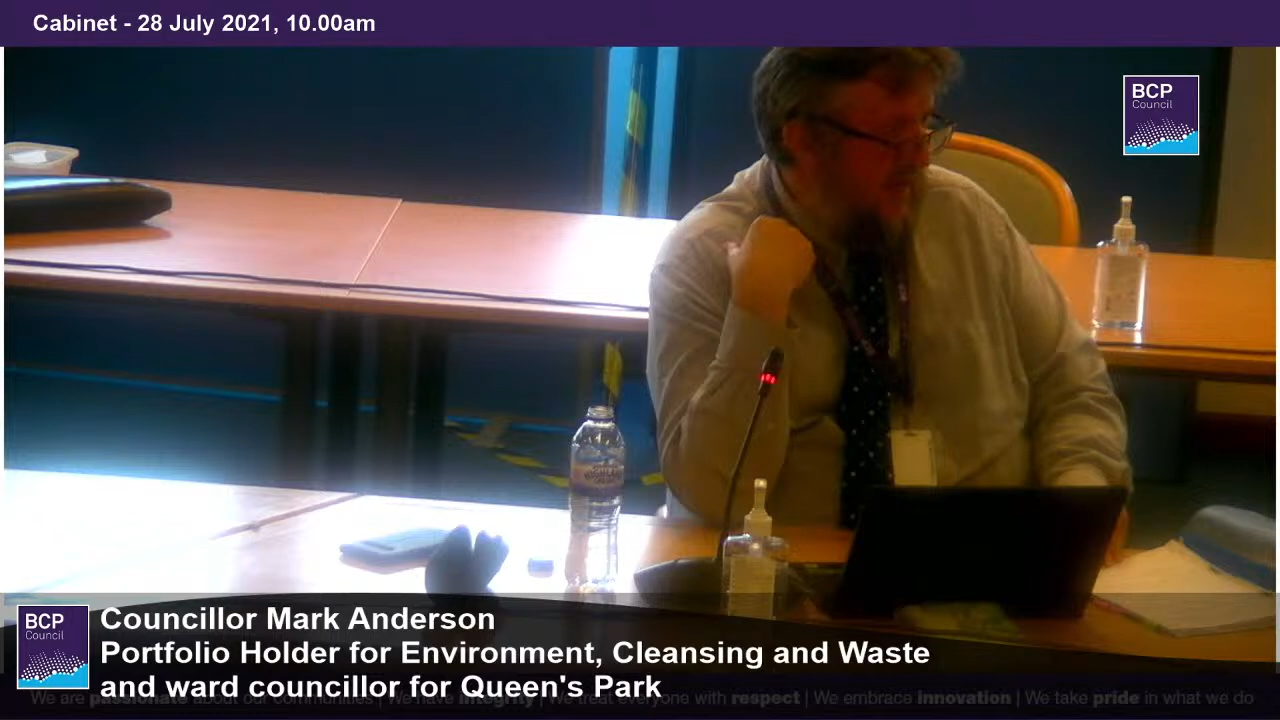 Cabinet - 28 July 2021, 10.00am
BCP
Council
BCP
Council
Councillor Mark Anderson
Portfolio Holder for Environment, Cleansing and Waste
and ward councillor for Queen's Park
We are passionate about our communities | We have integrity | We treat everyone with respect | We embrace innovation | We take pride in what we do